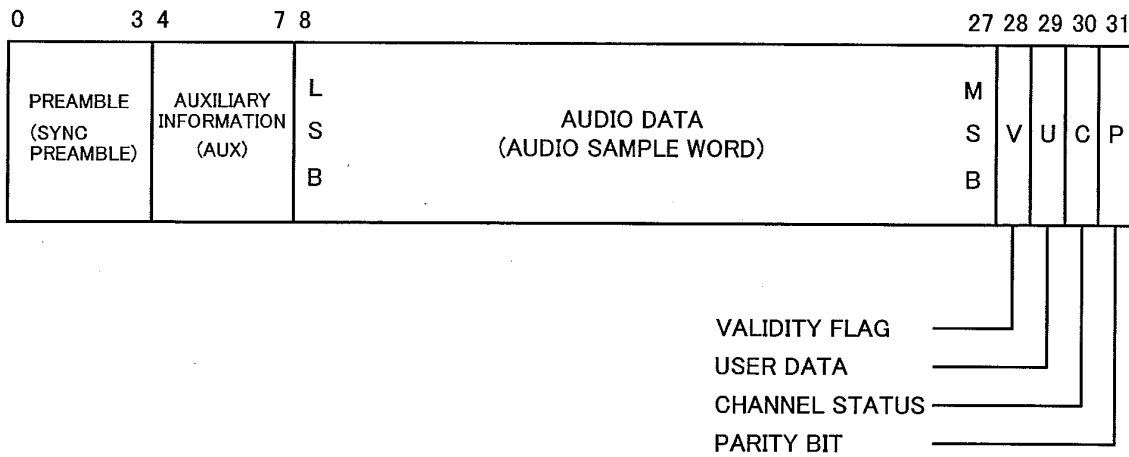 0 3 4 7 8 27 28 29 30 31
PREAMBLE
(SYNC
PREAMBLE)
AUXILIARY
INFORMATION
(AUX)
L
S
B
AUDIO DATA
(AUDIO SAMPLE WORD)
M
S
B
V U C P
VALIDITY FLAG
USER DATA
CHANNEL STATUS
PARITY BIT